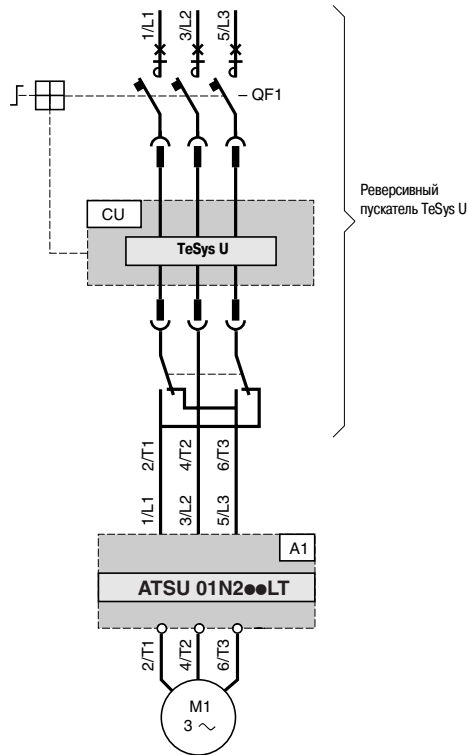 1/L1
3/L2
5/L3
QF1
CU
TeSys U
Реверсивный
пускатель TeSys U
2/T1
4/T2
6/T3
1/L1
3/L2
5/L3
A1
ATSU 01N2●●LT
2/T1
4/T2
6/T3
M1
3 ~